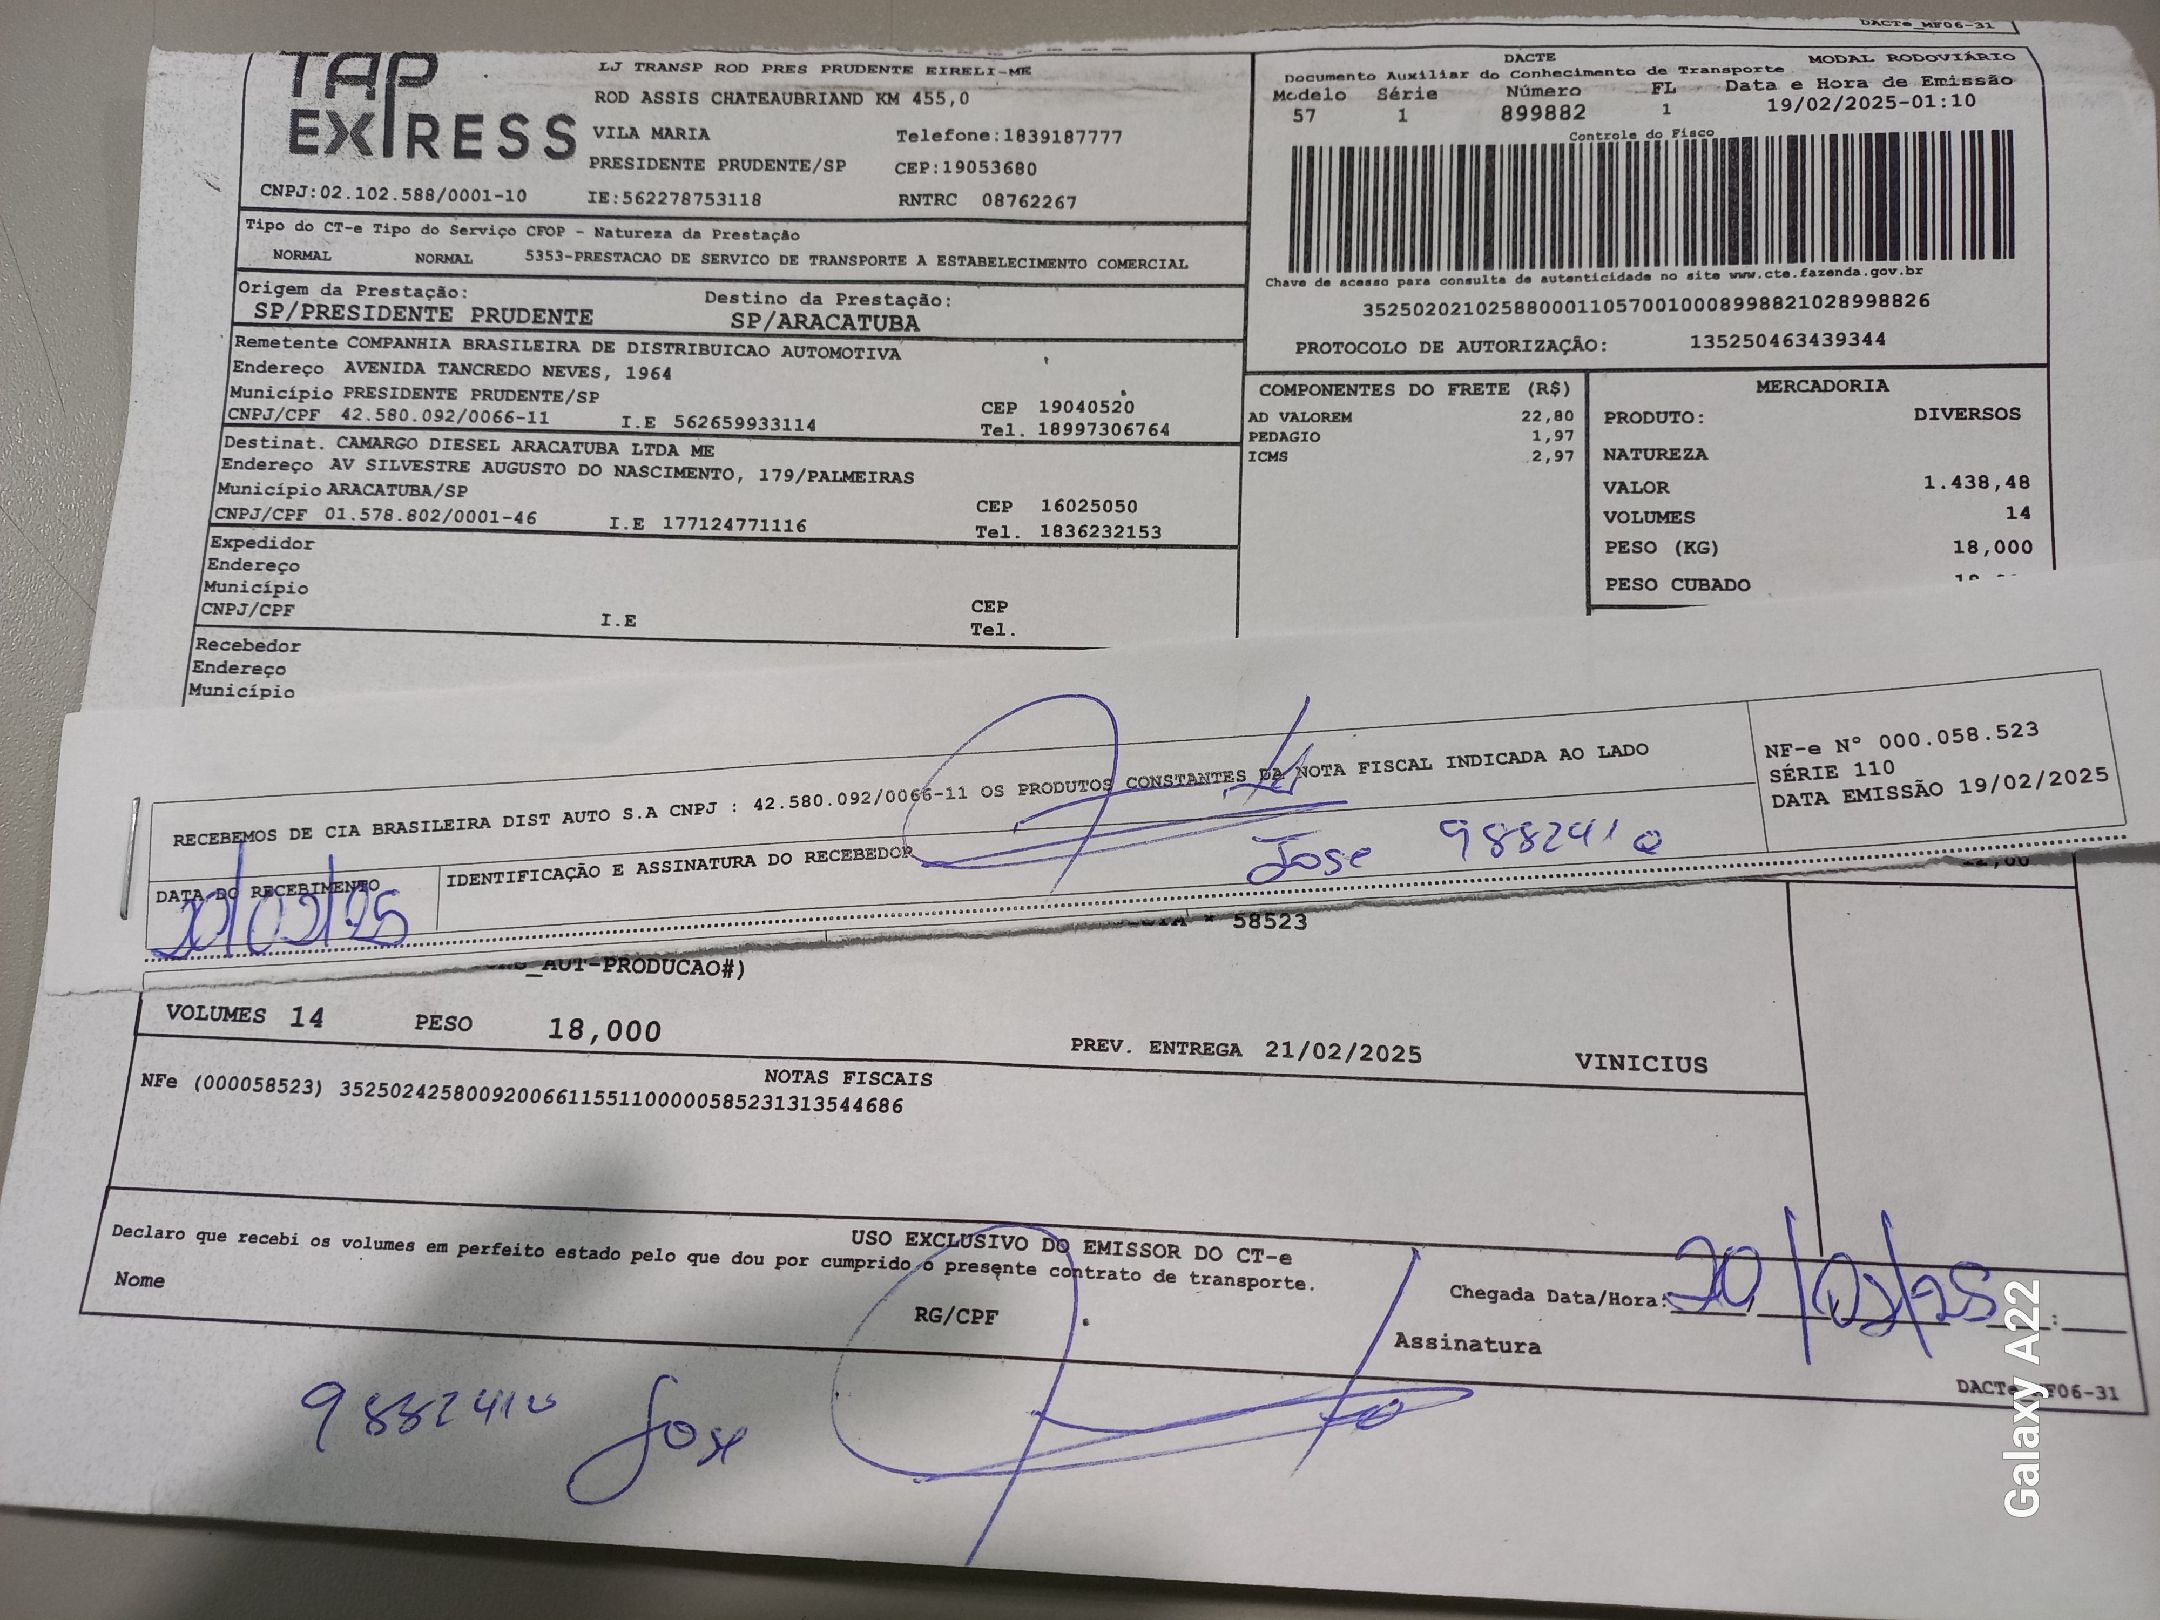 DACTe_MF06-31
TAP
EXPRESS
LJ TRANSP ROD PRES PRUDENTE EIRELI-ME
ROD ASSIS CHATEAUBRIAND KM 455,0
VILA MARIA Telefone:1839187777
PRESIDENTE PRUDENTE/SP CEP:19053680
CNPJ:02.102.588/0001-10 IE:562278753118 RNTRC 08762267
DACTE MODAL RODOVIÁRIO
Documento Auxiliar do Conhecimento de Transporte
Modelo Série Número FL Data e Hora de Emissão
57 1 899882 1 19/02/2025-01:10
Controle do Fisco
Chave de acesso para consulta de autenticidade no site www.cte.fazenda.gov.br
35250202102588000110570010008998821028998826
PROTOCOLO DE AUTORIZAÇÃO: 135250463439344
Tipo do CT-e Tipo do Serviço CFOP - Natureza da Prestação
NORMAL NORMAL 5353-PRESTACAO DE SERVICO DE TRANSPORTE A ESTABELECIMENTO COMERCIAL
Origem da Prestação: Destino da Prestação:
SP/PRESIDENTE PRUDENTE SP/ARACATUBA
Remetente COMPANHIA BRASILEIRA DE DISTRIBUICAO AUTOMOTIVA
Endereço AVENIDA TANCREDO NEVES, 1964
Município PRESIDENTE PRUDENTE/SP CEP 19040520
CNPJ/CPF 42.580.092/0066-11 I.E 562659933114 Tel. 18997306764
Destinat. CAMARGO DIESEL ARACATUBA LTDA ME
Endereço AV SILVESTRE AUGUSTO DO NASCIMENTO, 179/PALMEIRAS
Município ARACATUBA/SP CEP 16025050
CNPJ/CPF 01.578.802/0001-46 I.E 177124771116 Tel. 1836232153
Expedidor
Endereço
Município CEP
CNPJ/CPF I.E Tel.
Recebedor
Endereço
Município
COMPONENTES DO FRETE (R$)
AD VALOREM 22,80
PEDAGIO 1,97
ICMS 2,97
MERCADORIA
PRODUTO: DIVERSOS
NATUREZA
VALOR 1.438,48
VOLUMES 14
PESO (KG) 18,000
PESO CUBADO
RECEBEMOS DE CIA BRASILEIRA DIST AUTO S.A CNPJ : 42.580.092/0066-11 OS PRODUTOS CONSTANTES DA NOTA FISCAL INDICADA AO LADO
NF-e N° 000.058.523
SÉRIE 110
DATA EMISSÃO 19/02/2025
DATA DO RECEBIMENTO IDENTIFICAÇÃO E ASSINATURA DO RECEBEDOR
20/02/25 Jose 9882410
* 58523
_AUT-PRODUCAO#)
VOLUMES 14 PESO 18,000 PREV. ENTREGA 21/02/2025 VINICIUS
NOTAS FISCAIS
NFe (000058523) 35250242580092006611551100000585231313544686
USO EXCLUSIVO DO EMISSOR DO CT-e
Declaro que recebi os volumes em perfeito estado pelo que dou por cumprido o presente contrato de transporte.
Nome RG/CPF Assinatura
Chegada Data/Hora: 20/02/25 :
DACTe MF06-31
9882410 Jose
Galaxy A22